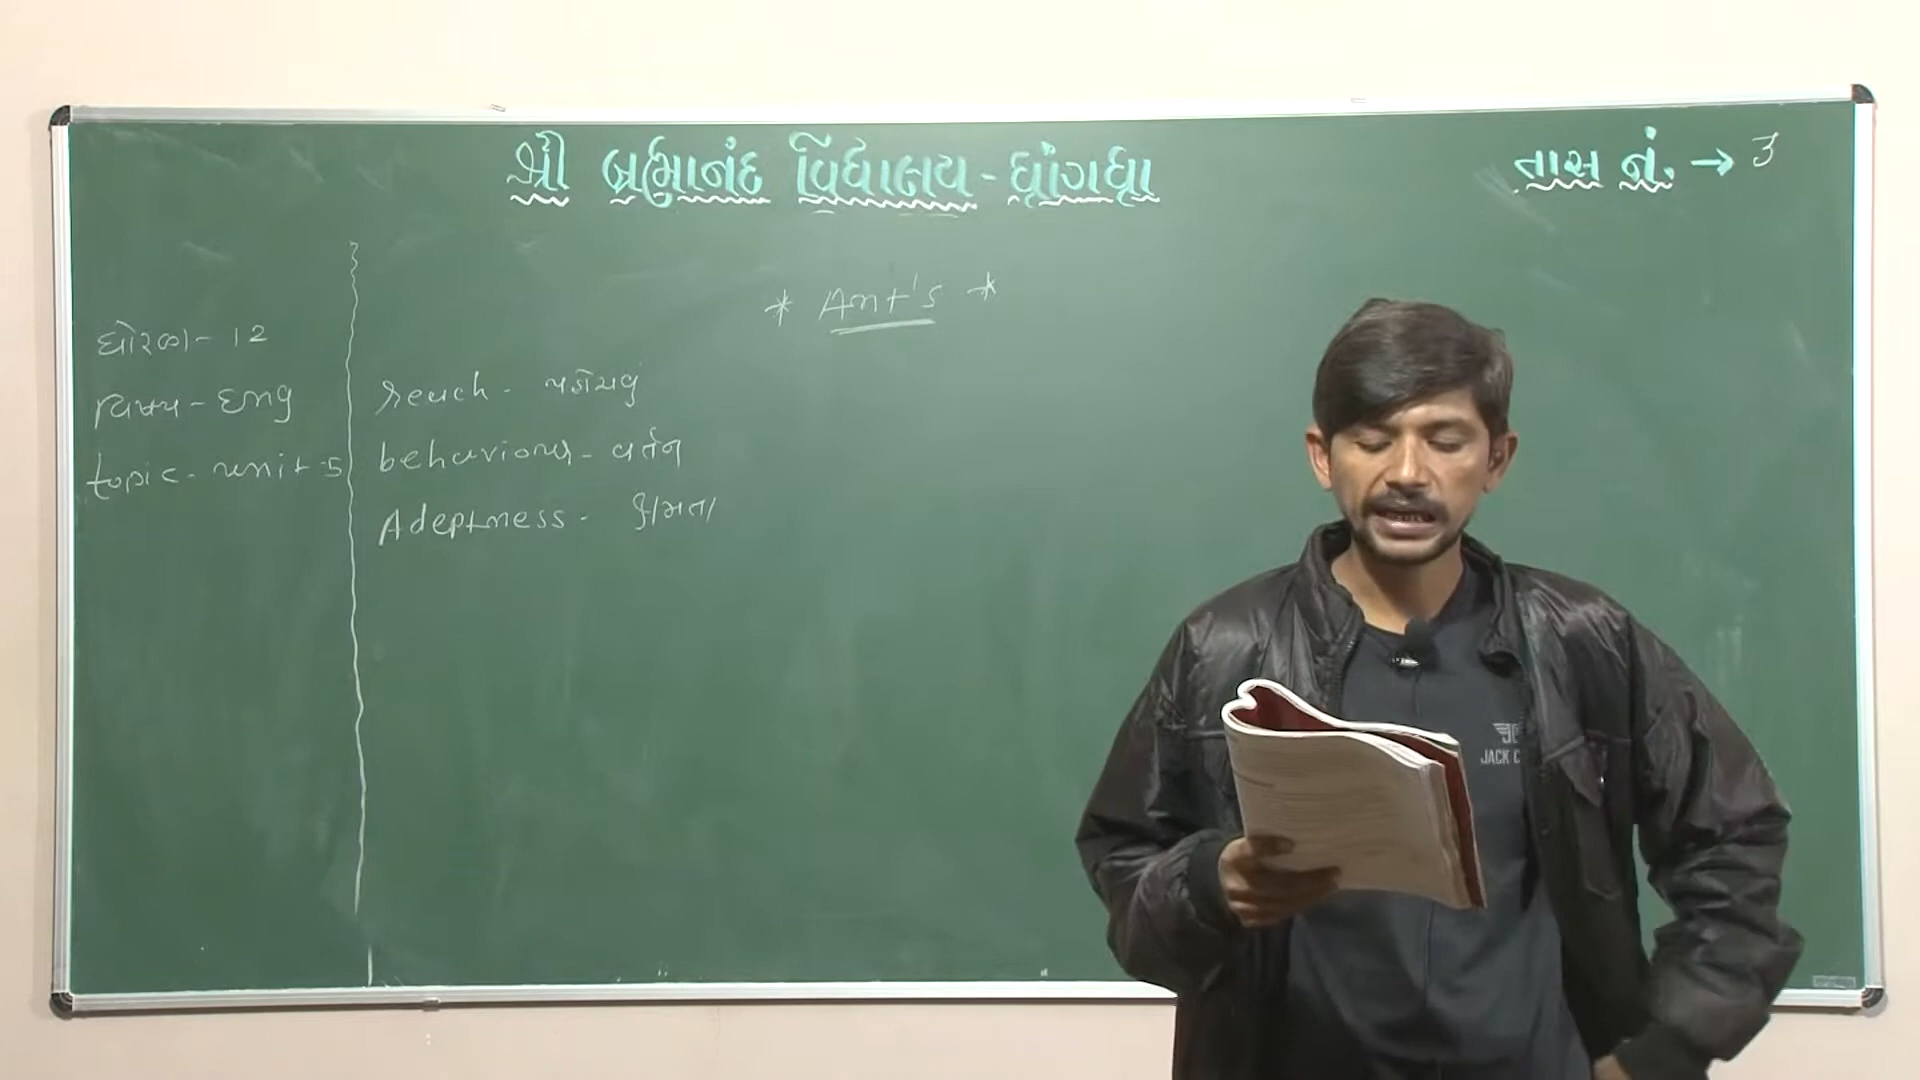 શ્રી બ્રહ્માનંદ વિદ્યાલય - ધ્રાંગધ્રા
તાસ નં. → 3
* Ant's *
ધોરણ - 12
વિષય - Eng
topic - unit - 5
reach - પહોંચવું
behaviour - વર્તન
Adeptness - ક્ષમતા
JACK